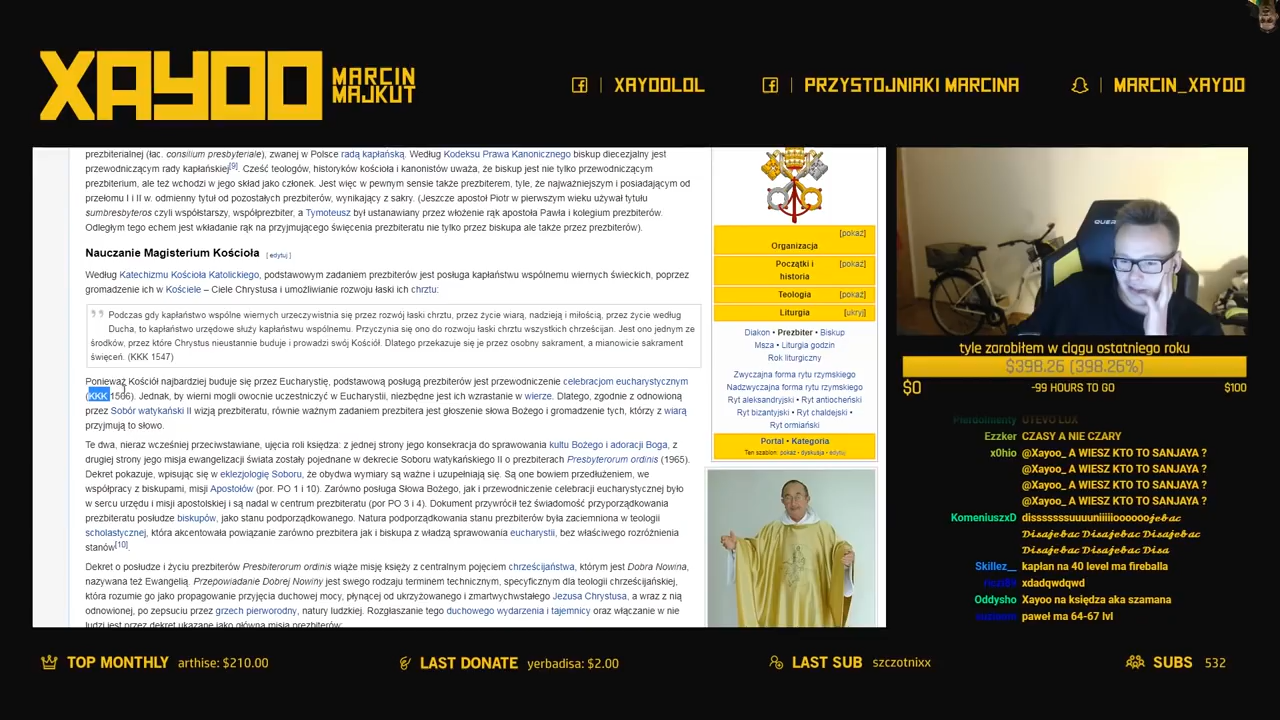 XAYOO
MARCIN
MAJKUT
XAYOOLOL
PRZYSTOJNIAKI MARCINA
MARCIN_XAYOO
prezbiterialnej (łac. consilium presbyteriale), zwanej w Polsce radą kapłańską. Według Kodeksu Prawa Kanonicznego biskup diecezjalny jest
przewodniczącym rady kapłańskiej[9]. Cześć teologów, historyków kościoła i kanonistów uważa, że biskup jest nie tylko przewodniczącym
prezbiterium, ale też wchodzi w jego skład jako członek. Jest więc w pewnym sensie także prezbiterem, tyle, że najważniejszym i posiadającym od
przełomu I i II w. odmienny tytuł od pozostałych prezbiterów, wynikający z sakry. (Jeszcze apostoł Piotr w pierwszym wieku używał tytułu
sumbresbyteros czyli współstarszy, współprezbiter, a Tymoteusz był ustanawiany przez włożenie rąk apostoła Pawła i kolegium prezbiterów.
Odległym tego echem jest wkładanie rąk na przyjmującego święcenia prezbiteratu nie tylko przez biskupa ale także przez prezbiterów).
Nauczanie Magisterium Kościoła [ edytuj ]
Według Katechizmu Kościoła Katolickiego, podstawowym zadaniem prezbiterów jest posługa kapłaństwu wspólnemu wiernych świeckich, poprzez
gromadzenie ich w Kościele – Ciele Chrystusa i umożliwianie rozwoju łaski ich chrztu:
Podczas gdy kapłaństwo wspólne wiernych urzeczywistnia się przez rozwój łaski chrztu, przez życie wiarą, nadzieją i miłością, przez życie według
Ducha, to kapłaństwo urzędowe służy kapłaństwu wspólnemu. Przyczynia się ono do rozwoju łaski chrztu wszystkich chrześcijan. Jest ono jednym ze
środków, przez które Chrystus nieustannie buduje i prowadzi swój Kościół. Dlatego przekazuje się je przez osobny sakrament, a mianowicie sakrament
święceń. (KKK 1547)
Ponieważ Kościół najbardziej buduje się przez Eucharystię, podstawową posługą prezbiterów jest przewodniczenie celebracjom eucharystycznym
(KKK 1566). Jednak, by wierni mogli owocnie uczestniczyć w Eucharystii, niezbędne jest ich wzrastanie w wierze. Dlatego, zgodnie z odnowioną
przez Sobór watykański II wizją prezbiteratu, równie ważnym zadaniem prezbitera jest głoszenie słowa Bożego i gromadzenie tych, którzy z wiarą
przyjmują to słowo.
Te dwa, nieraz wcześniej przeciwstawiane, ujęcia roli księdza: z jednej strony jego konsekracja do sprawowania kultu Bożego i adoracji Boga, z
drugiej strony jego misja ewangelizacji świata zostały pojednane w dekrecie Soboru watykańskiego II o prezbiterach Presbyterorum ordinis (1965).
Dekret pokazuje, wpisując się w eklezjologię Soboru, że obydwa wymiary są ważne i uzupełniają się. Są one bowiem przedłużeniem, we
współpracy z biskupami, misji Apostołów (por. PO 1 i 10). Zarówno posługa Słowa Bożego, jak i przewodniczenie celebracji eucharystycznej było
w sercu urzędu i misji apostolskiej i są nadal w centrum prezbiteratu (por PO 3 i 4). Dokument przywrócił też świadomość przyporządkowania
prezbiteratu posłudze biskupów, jako stanu podporządkowanego. Natura podporządkowania stanu prezbiterów była zaciemniona w teologii
scholastycznej, która akcentowała powiązanie zarówno prezbitera jak i biskupa z władzą sprawowania eucharystii, bez właściwego rozróżnienia
stanów[10].
Dekret o posłudze i życiu prezbiterów Presbiterorum ordinis wiąże misję księży z centralnym pojęciem chrześcijaństwa, którym jest Dobra Nowina,
nazywana też Ewangelią. Przepowiadanie Dobrej Nowiny jest swego rodzaju terminem technicznym, specyficznym dla teologii chrześcijańskiej,
która rozumie go jako propagowanie przyjęcia duchowej mocy, płynącej od ukrzyżowanego i zmartwychwstałego Jezusa Chrystusa, a wraz z nią
odnowionej, po zepsuciu przez grzech pierworodny, natury ludzkiej. Rozgłaszanie tego duchowego wydarzenia i tajemnicy oraz włączanie w nie
ludzi jest przez dekret ukazane jako główna misja prezbiterów:
[pokaż]
Organizacja
Początki i [pokaż]
historia
Teologia [pokaż]
Liturgia [ukryj]
Diakon • Prezbiter • Biskup
Msza • Liturgia godzin
Rok liturgiczny
Zwyczajna forma rytu rzymskiego
Nadzwyczajna forma rytu rzymskiego
Ryt aleksandryjski • Ryt antiocheński
Ryt bizantyjski • Ryt chaldejski •
Ryt ormiański
Portal • Kategoria
Ten szablon: pokaż • dyskusja • edytuj
QUER
tyle zarobiłem w ciągu ostatniego roku
$398.26 (398.26%)
$0 -99 HOURS TO GO $100
UTEVO LUX
Ezzker CZASY A NIE CZARY
x0hio @Xayoo_ A WIESZ KTO TO SANJAYA ?
@Xayoo_ A WIESZ KTO TO SANJAYA ?
@Xayoo_ A WIESZ KTO TO SANJAYA ?
@Xayoo_ A WIESZ KTO TO SANJAYA ?
KomeniuszxD disssssssuuuuniiiiioooooojebac
Disajebac Disajebac Disajebac
Disajebac Disajebac Disa
Skillez__ kapłan na 40 level ma fireballa
xdadqwdqwd
Oddysho Xayoo na księdza aka szamana
paweł ma 64-67 lvl
TOP MONTHLY arthise: $210.00
LAST DONATE yerbadisa: $2.00
LAST SUB szczotnixx
SUBS 532